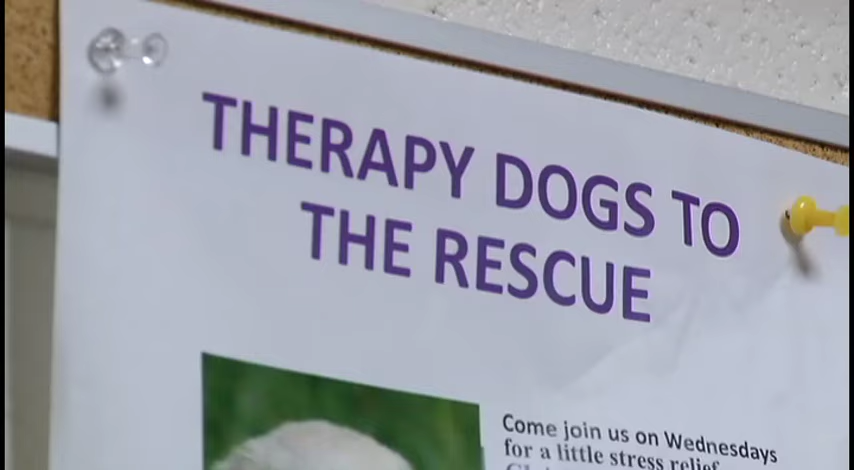 THERAPY DOGS TO
THE RESCUE
Come join us on Wednesdays
for a little stress relief